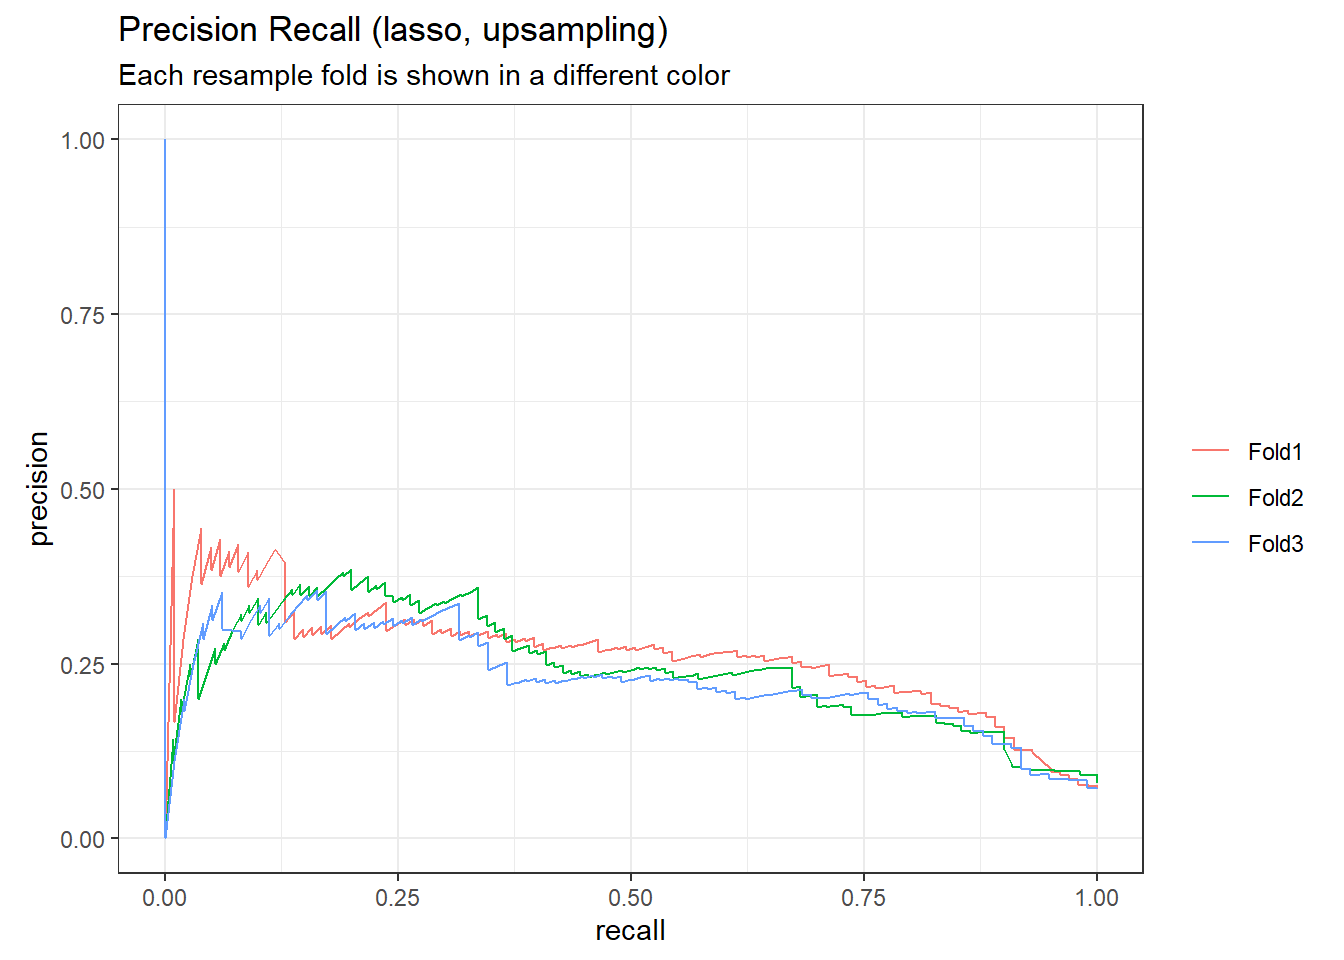 Precision Recall (lasso, upsampling)
Each resample fold is shown in a different color
1.00
0.75
0.50
0.25
0.00
precision
0.00 0.25 0.50 0.75 1.00
recall
Fold1
Fold2
Fold3